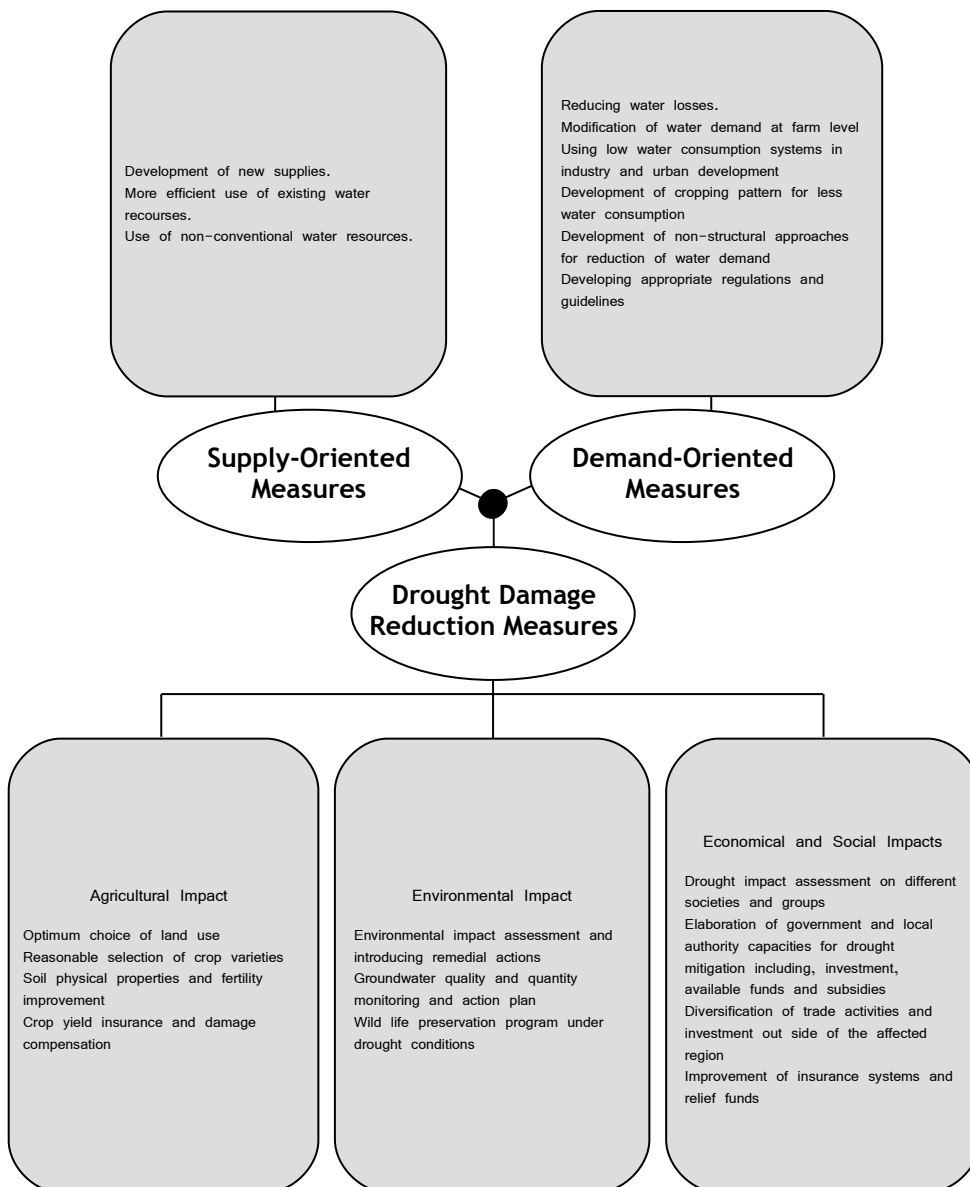 Development of new supplies.
More efficient use of existing water
recourses.
Use of non-conventional water resources.
Reducing water losses.
Modification of water demand at farm level
Using low water consumption systems in
industry and urban development
Development of cropping pattern for less
water consumption
Development of non-structural approaches
for reduction of water demand
Developing appropriate regulations and
guidelines
Supply-Oriented
Measures
Demand-Oriented
Measures
Drought Damage
Reduction Measures
Agricultural Impact
Optimum choice of land use
Reasonable selection of crop varieties
Soil physical properties and fertility
improvement
Crop yield insurance and damage
compensation
Environmental Impact
Environmental impact assessment and
introducing remedial actions
Groundwater quality and quantity
monitoring and action plan
Wild life preservation program under
drought conditions
Economical and Social Impacts
Drought impact assessment on different
societies and groups
Elaboration of government and local
authority capacities for drought
mitigation including, investment,
available funds and subsidies
Diversification of trade activities and
investment out side of the affected
region
Improvement of insurance systems and
relief funds